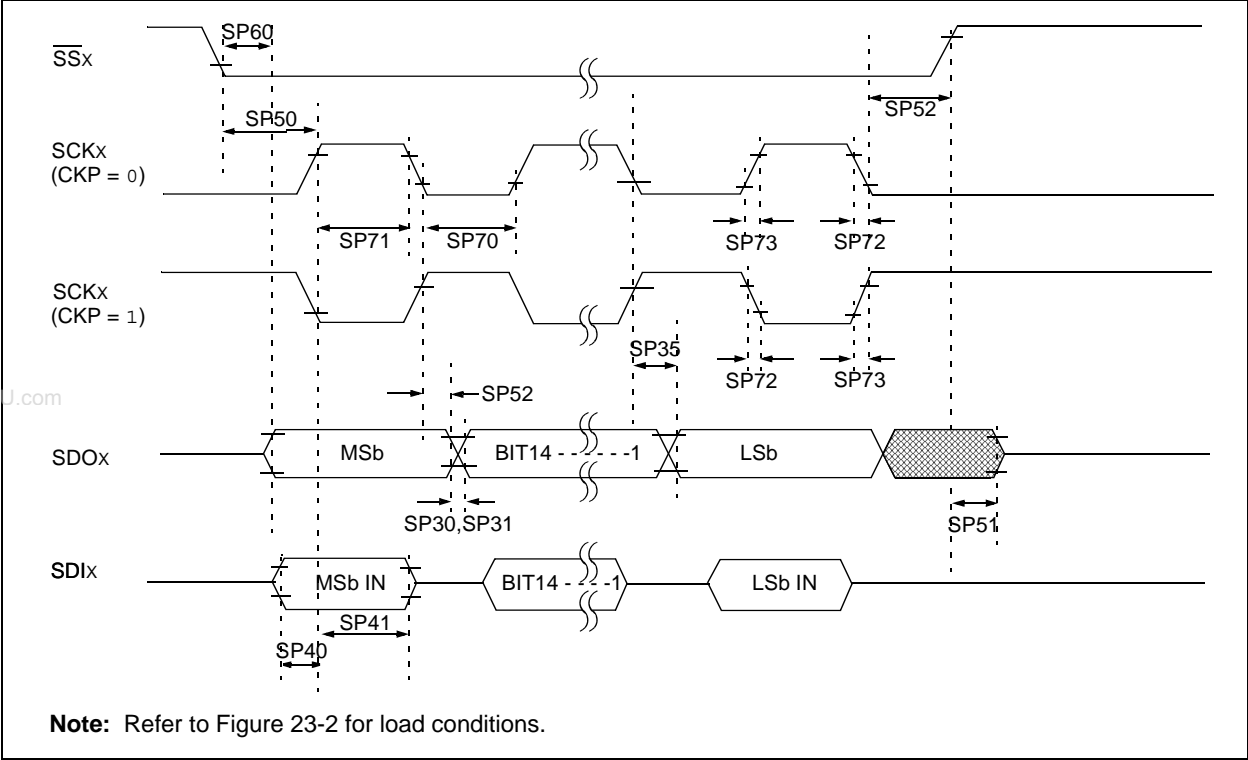 SP60
SSX
SP52
SP50
SCKX
(CKP = 0)
SP71
SP70
SP73
SP72
SCKX
(CKP = 1)
SP35
SP72
SP73
U.com
SP52
SDOX
MSb
BIT14 - - - - - -1
LSb
SP30,SP31
SP51
SDIX
MSb IN
BIT14 - - - -1
LSb IN
SP41
SP40
Note: Refer to Figure 23-2 for load conditions.